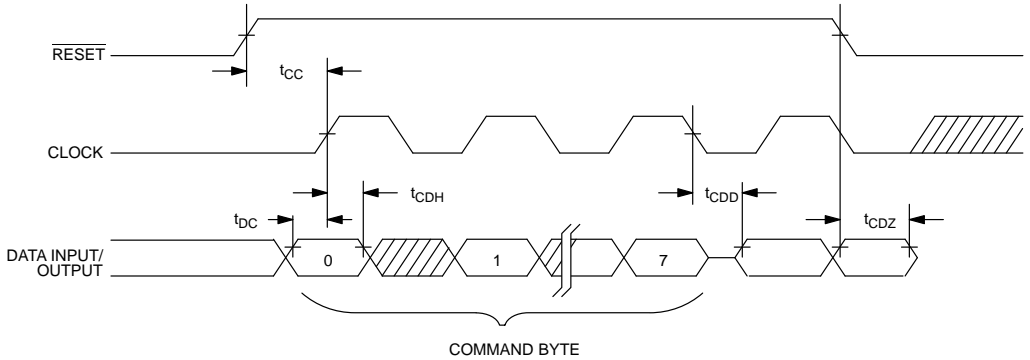 RESET
tCC
CLOCK
tCDH
tCDD
tDC
tCDZ
DATA INPUT/
OUTPUT
0
1
7
COMMAND BYTE